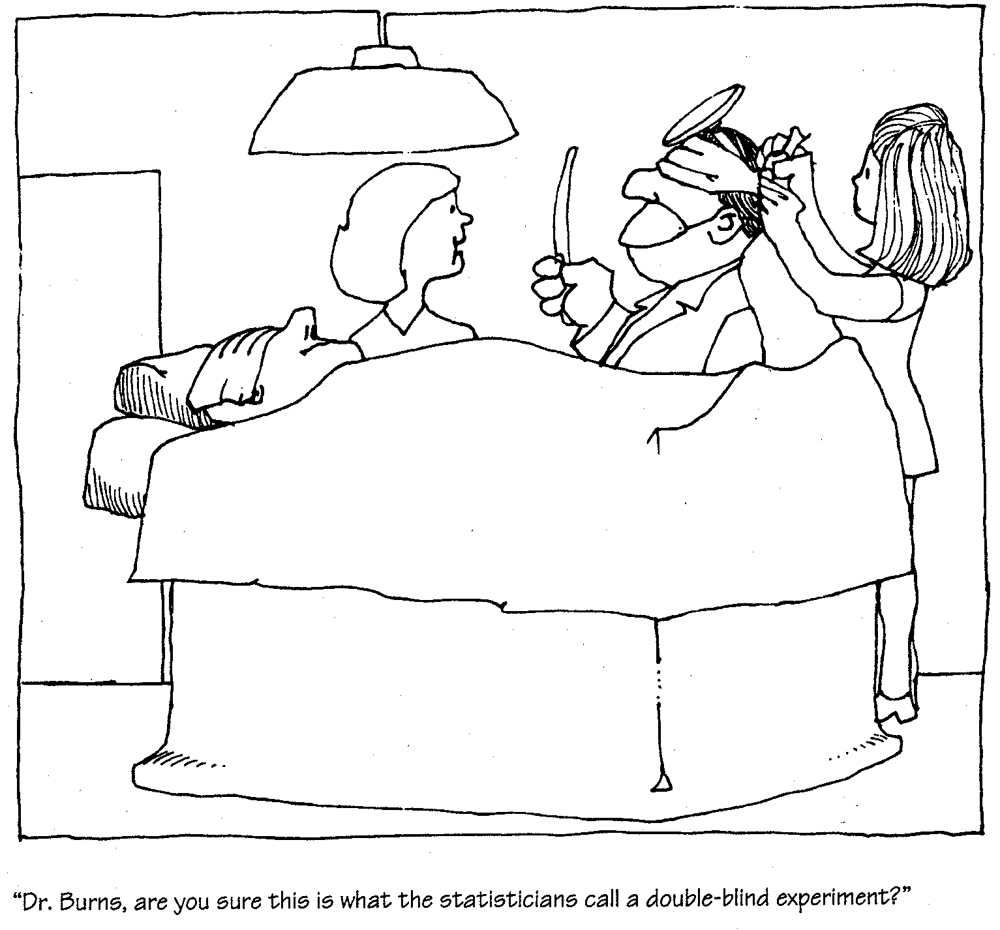 “Dr. Burns, are you sure this is what the statisticians call a double-blind experiment?”